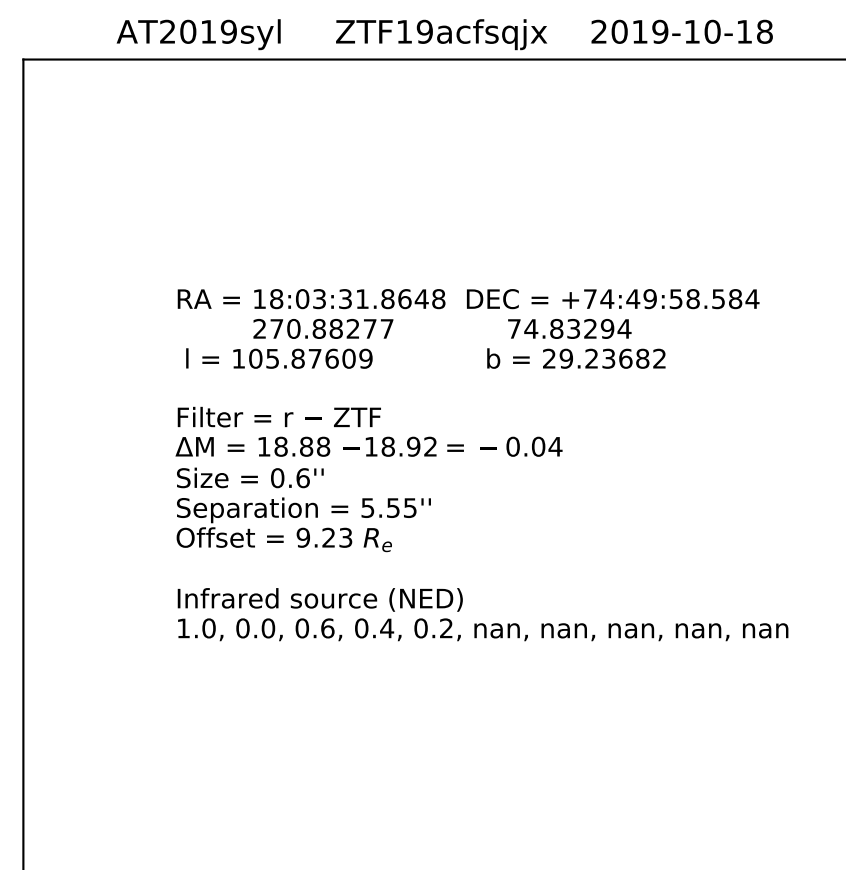 AT2019syl ZTF19acfsqjx 2019-10-18
RA = 18:03:31.8648 DEC = +74:49:58.584
270.88277 74.83294
l = 105.87609 b = 29.23682
Filter = r − ZTF
ΔM = 18.88 −18.92 = − 0.04
Size = 0.6''
Separation = 5.55''
Offset = 9.23 Re
Infrared source (NED)
1.0, 0.0, 0.6, 0.4, 0.2, nan, nan, nan, nan, nan